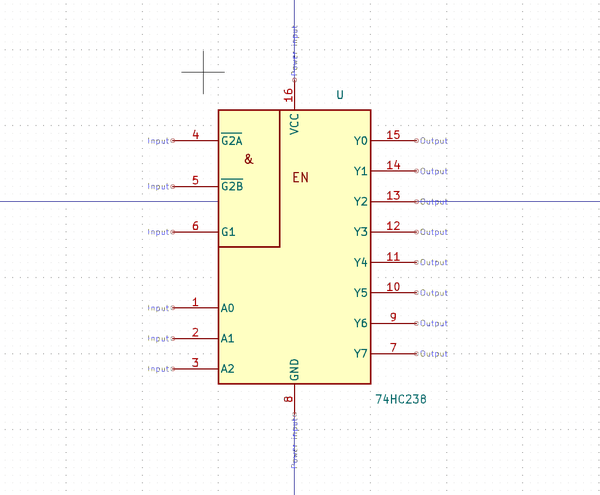 Power input
16
U
VCC
Input 4 G2A
Y0 15 Output
&
Y1 14 Output
EN
Input 5 G2B
Y2 13 Output
Input 6 G1
Y3 12 Output
Y4 11 Output
Y5 10 Output
Input 1 A0
Y6 9 Output
Input 2 A1
Y7 7 Output
Input 3 A2
GND
8
74HC238
Power input